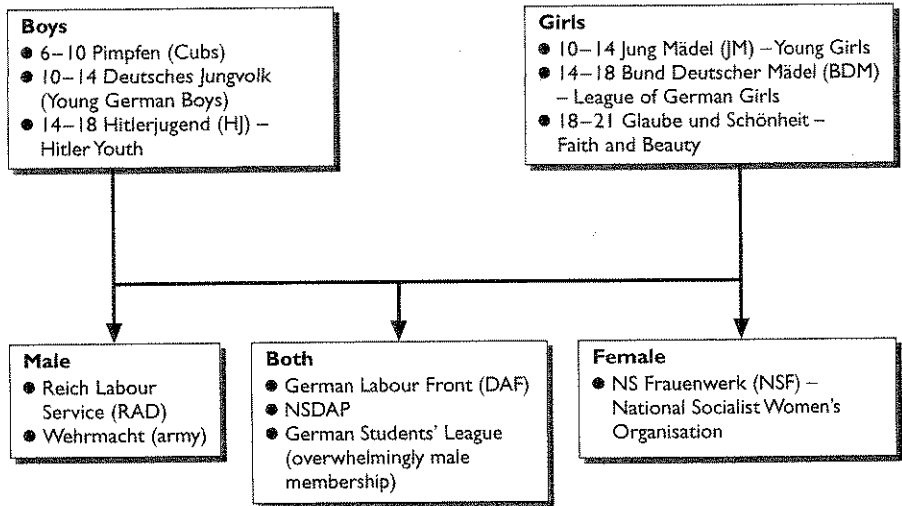 Boys
● 6–10 Pimpfen (Cubs)
● 10–14 Deutsches Jungvolk
(Young German Boys)
● 14–18 Hitlerjugend (HJ) –
Hitler Youth
Girls
● 10–14 Jung Mädel (JM) – Young Girls
● 14–18 Bund Deutscher Mädel (BDM)
– League of German Girls
● 18–21 Glaube und Schönheit –
Faith and Beauty
Male
● Reich Labour
Service (RAD)
● Wehrmacht (army)
Both
● German Labour Front (DAF)
● NSDAP
● German Students' League
(overwhelmingly male
membership)
Female
● NS Frauenwerk (NSF) –
National Socialist Women's
Organisation